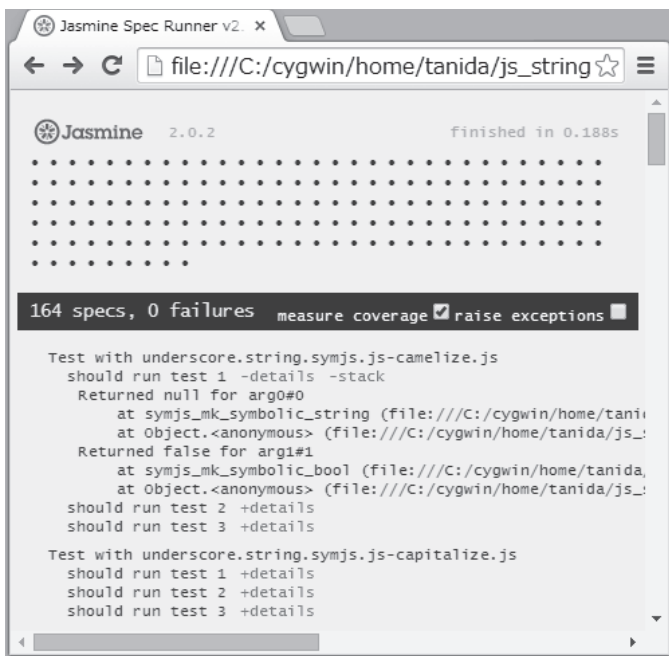 Jasmine Spec Runner v2.
file:///C:/cygwin/home/tanida/js_string
Jasmine 2.0.2 finished in 0.188s
164 specs, 0 failures measure coverage raise exceptions
Test with underscore.string.symjs.js-camelize.js
should run test 1 -details -stack
Returned null for arg0#0
at symjs_mk_symbolic_string (file:///C:/cygwin/home/tani
at Object.<anonymous> (file:///C:/cygwin/home/tanida/js_s
Returned false for arg1#1
at symjs_mk_symbolic_bool (file:///C:/cygwin/home/tanida/
at Object.<anonymous> (file:///C:/cygwin/home/tanida/js_s
should run test 2 +details
should run test 3 +details
Test with underscore.string.symjs.js-capitalize.js
should run test 1 +details
should run test 2 +details
should run test 3 +details